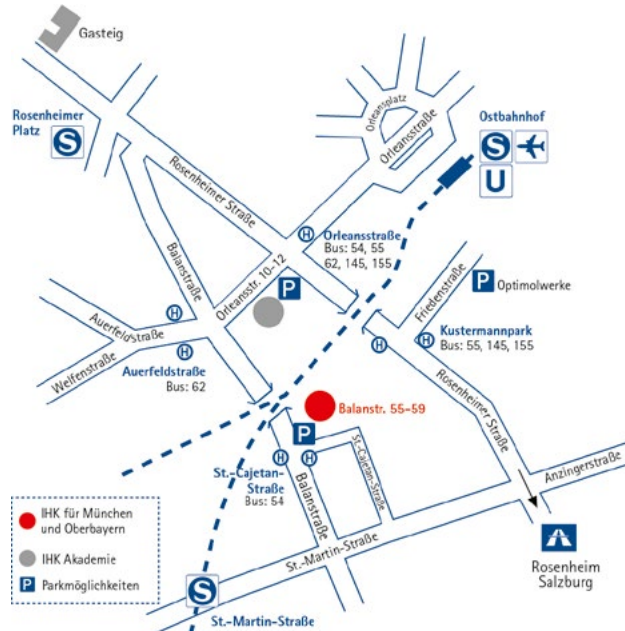 Gasteig
Rosenheimer
Platz
S
Orleansplatz
Orleansstraße
Ostbahnhof
S
U
Rosenheimer Straße
H
Orleansstraße
Bus: 54, 55
62, 145, 155
Balanstraße
Orleansstr. 10-12
P
Friedenstraße
P
Optimolwerke
H
Auerfeldstraße
H
Welfenstraße
Auerfeldstraße
Bus: 62
H
H
Kustermannpark
Bus: 55, 145, 155
Rosenheimer Straße
Balanstr. 55-59
P
St.-Cajetan-Straße
H
H
St.-Cajetan-
Straße
Bus: 54
Balanstraße
Anzingerstraße
St.-Martin-Straße
Rosenheim
Salzburg
S
St.-Martin-Straße
IHK für München
und Oberbayern
IHK Akademie
P
Parkmöglichkeiten